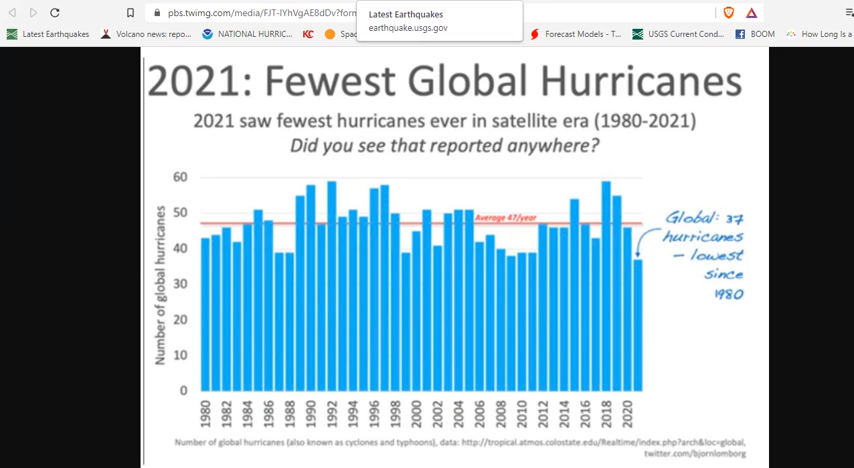 pbs.twimg.com/media/FJT-IYhVgAE8dDv?form
Latest Earthquakes
earthquake.usgs.gov
Latest Earthquakes
Volcano news: repo...
NATIONAL HURRIC...
KC
Spac
Forecast Models - T...
USGS Current Cond...
BOOM
How Long Is a
2021: Fewest Global Hurricanes
2021 saw fewest hurricanes ever in satellite era (1980-2021)
Did you see that reported anywhere?
Number of global hurricanes
60
50
40
30
20
10
0
Average 47/year
Global: 37
hurricanes
– lowest
since
1980
1980
1982
1984
1986
1988
1990
1992
1994
1996
1998
2000
2002
2004
2006
2008
2010
2012
2014
2016
2018
2020
Number of global hurricanes (also known as cyclones and typhoons), data: http://tropical.atmos.colostate.edu/Realtime/index.php?arch&loc=global,
twitter.com/bjornlomborg